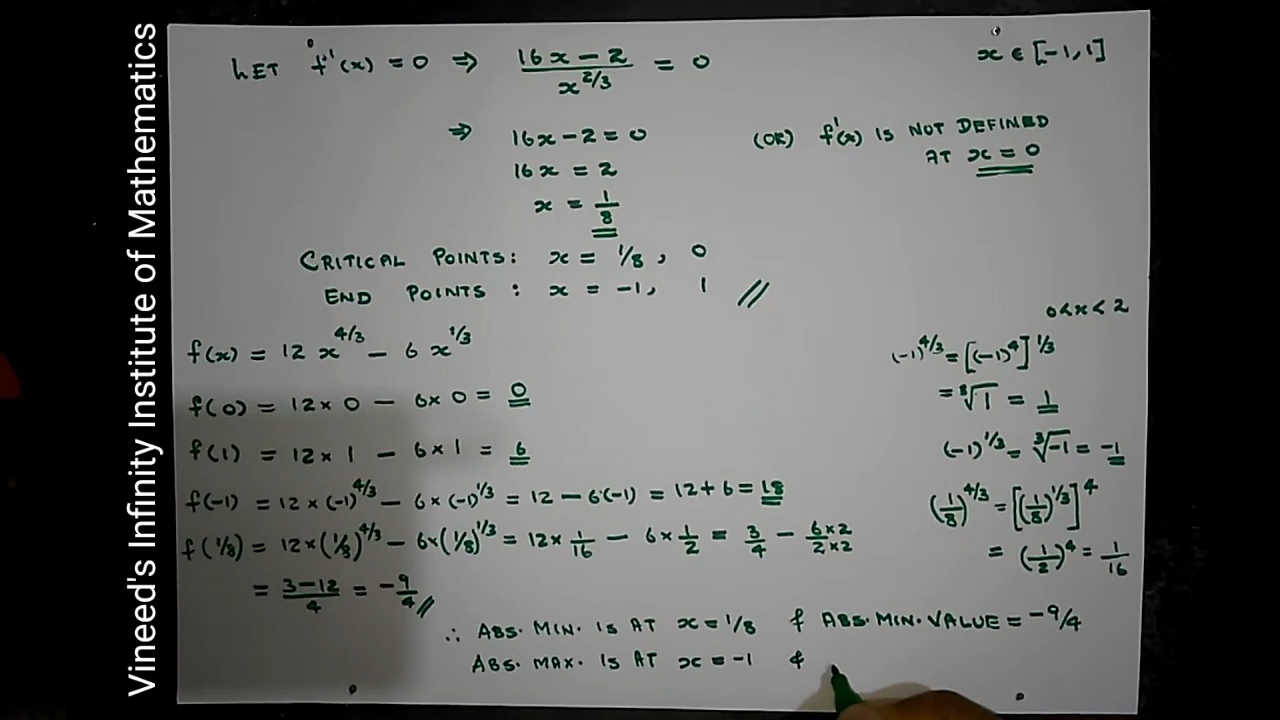 Vineed's Infinity Institute of Mathematics
LET f'(x) = 0 ⇒ (16x - 2)/x^(2/3) = 0 x ∈ [-1, 1]
⇒ 16x - 2 = 0 (OR) f'(x) IS NOT DEFINED
16x = 2 AT x = 0
x = 1/8
CRITICAL POINTS: x = 1/8, 0
END POINTS : x = -1, 1 //
0 < x < 2
f(x) = 12 x^(4/3) - 6 x^(1/3) (-1)^(4/3) = [(-1)^4]^(1/3)
f(0) = 12 × 0 - 6 × 0 = 0 = ³√1 = 1
f(1) = 12 × 1 - 6 × 1 = 6 (-1)^(1/3) = ³√-1 = -1
f(-1) = 12 × (-1)^(4/3) - 6 × (-1)^(1/3) = 12 - 6(-1) = 12 + 6 = 18 (1/8)^(4/3) = [(1/8)^(1/3)]^4
f(1/8) = 12 × (1/8)^(4/3) - 6 × (1/8)^(1/3) = 12 × 1/16 - 6 × 1/2 = 3/4 - (6 × 2)/(2 × 2) = (1/2)^4 = 1/16
= (3 - 12)/4 = -9/4 //
∴ ABS. MIN. IS AT x = 1/8 & ABS. MIN. VALUE = -9/4
ABS. MAX. IS AT x = -1 &